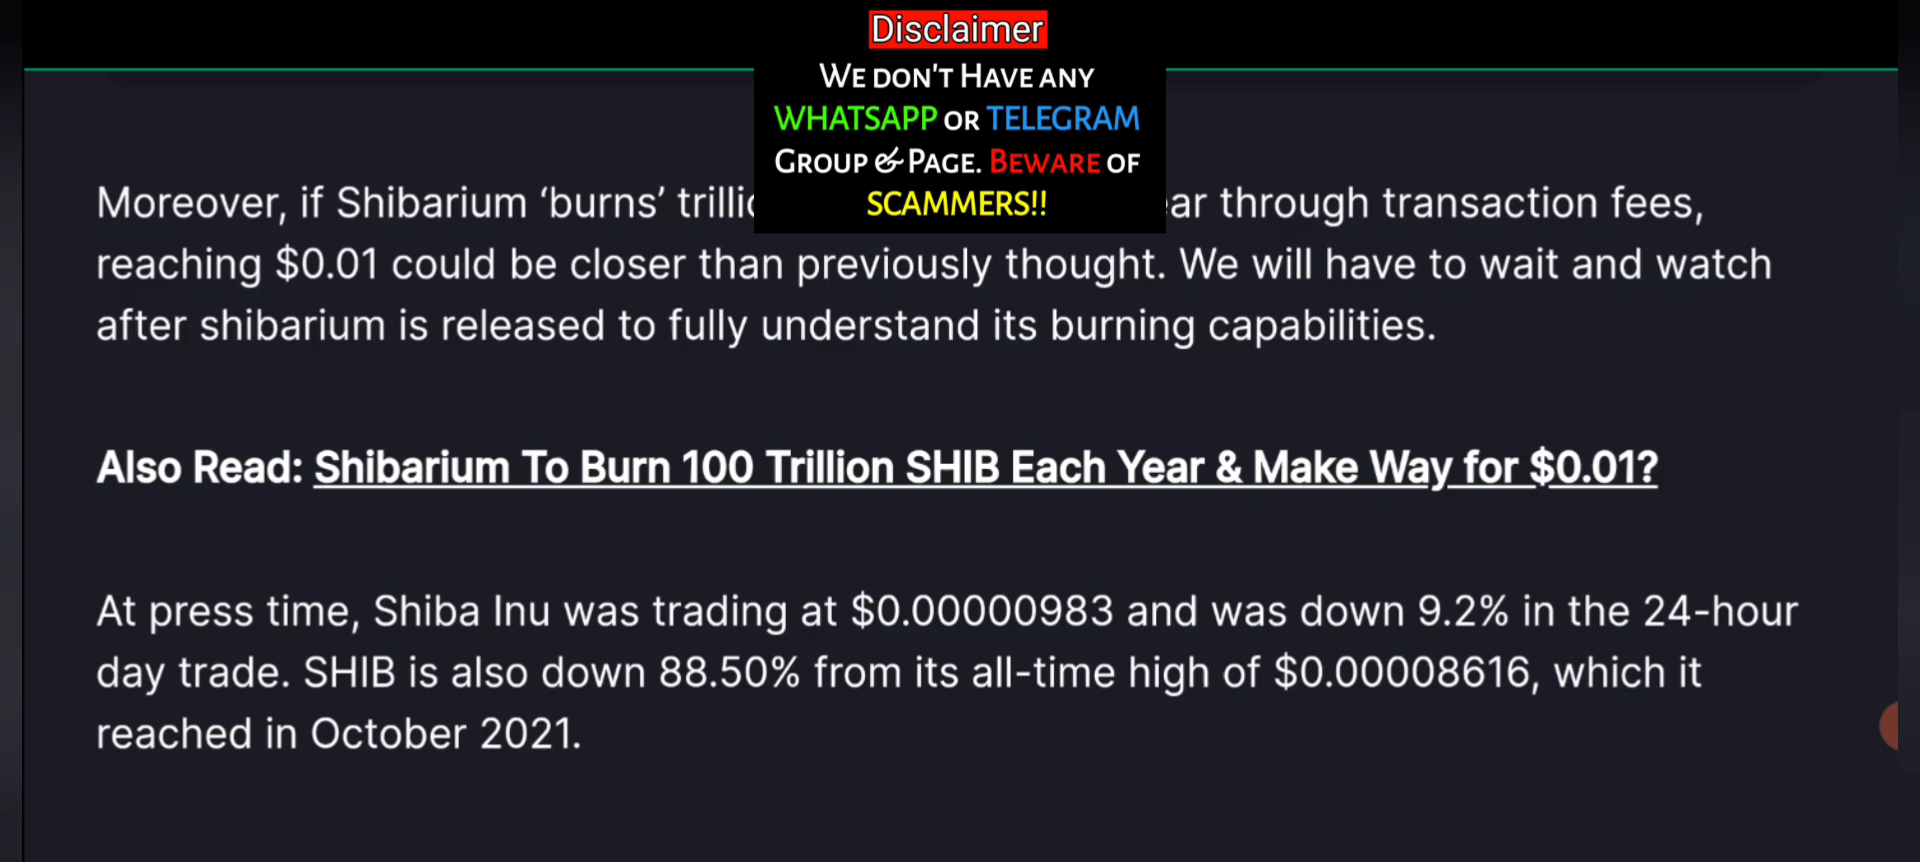 Disclaimer
WE DON'T HAVE ANY
WHATSAPP OR TELEGRAM
GROUP & PAGE. BEWARE OF
SCAMMERS!!
Moreover, if Shibarium ‘burns’ through transaction fees,
reaching $0.01 could be closer than previously thought. We will have to wait and watch
after shibarium is released to fully understand its burning capabilities.
Also Read: Shibarium To Burn 100 Trillion SHIB Each Year & Make Way for $0.01?
At press time, Shiba Inu was trading at $0.00000983 and was down 9.2% in the 24-hour
day trade. SHIB is also down 88.50% from its all-time high of $0.00008616, which it
reached in October 2021.